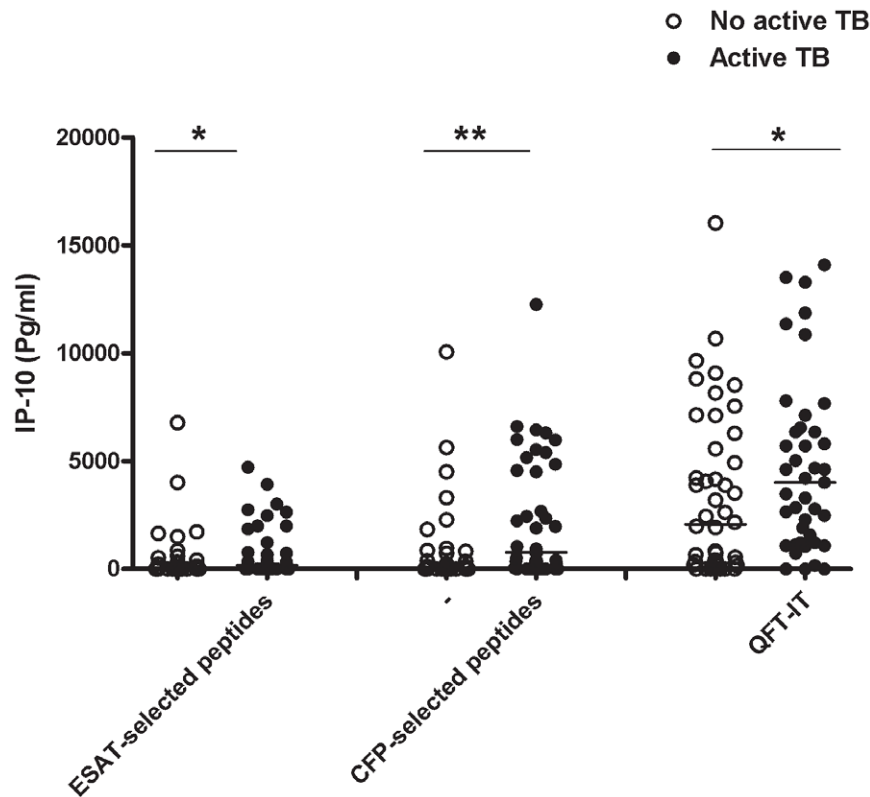 No active TB
Active TB
* ** *
20000
15000
10000
5000
0
IP-10 (Pg/ml)
ESAT-selected peptides
-
CFP-selected peptides
QFT-IT